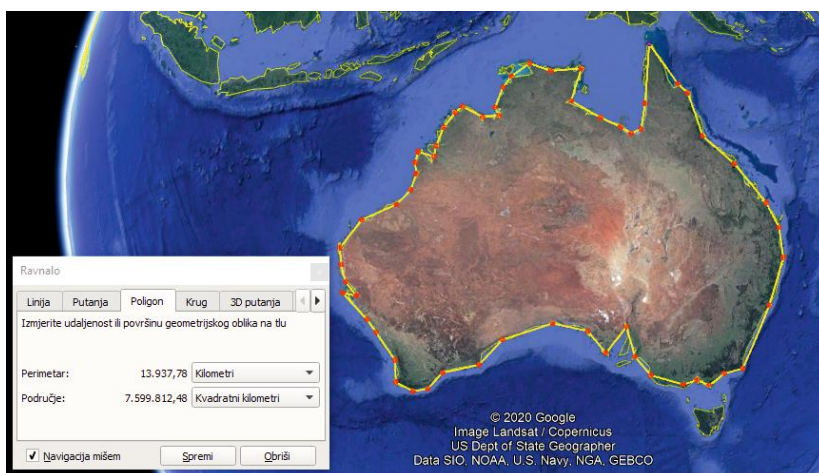 Ravnalo
Linija Putanja Poligon Krug 3D putanja
Izmjerite udaljenost ili površinu geometrijskog oblika na tlu
Perimetar: 13.937,78 Kilometri
Područje: 7.599.812,48 Kvadratni kilometri
Navigacija mišem Spremi Obriši
© 2020 Google
Image Landsat / Copernicus
US Dept of State Geographer
Data SIO, NOAA, U.S. Navy, NGA, GEBCO